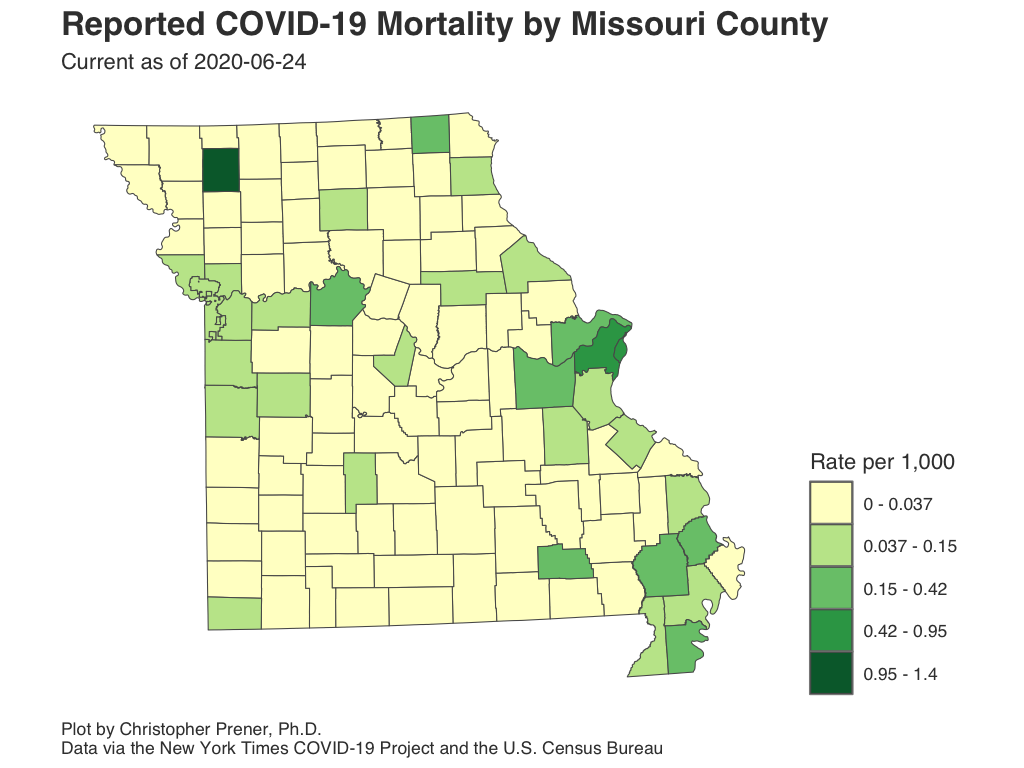 Reported COVID-19 Mortality by Missouri County
Current as of 2020-06-24
Rate per 1,000
0 - 0.037
0.037 - 0.15
0.15 - 0.42
0.42 - 0.95
0.95 - 1.4
Plot by Christopher Prener, Ph.D.
Data via the New York Times COVID-19 Project and the U.S. Census Bureau